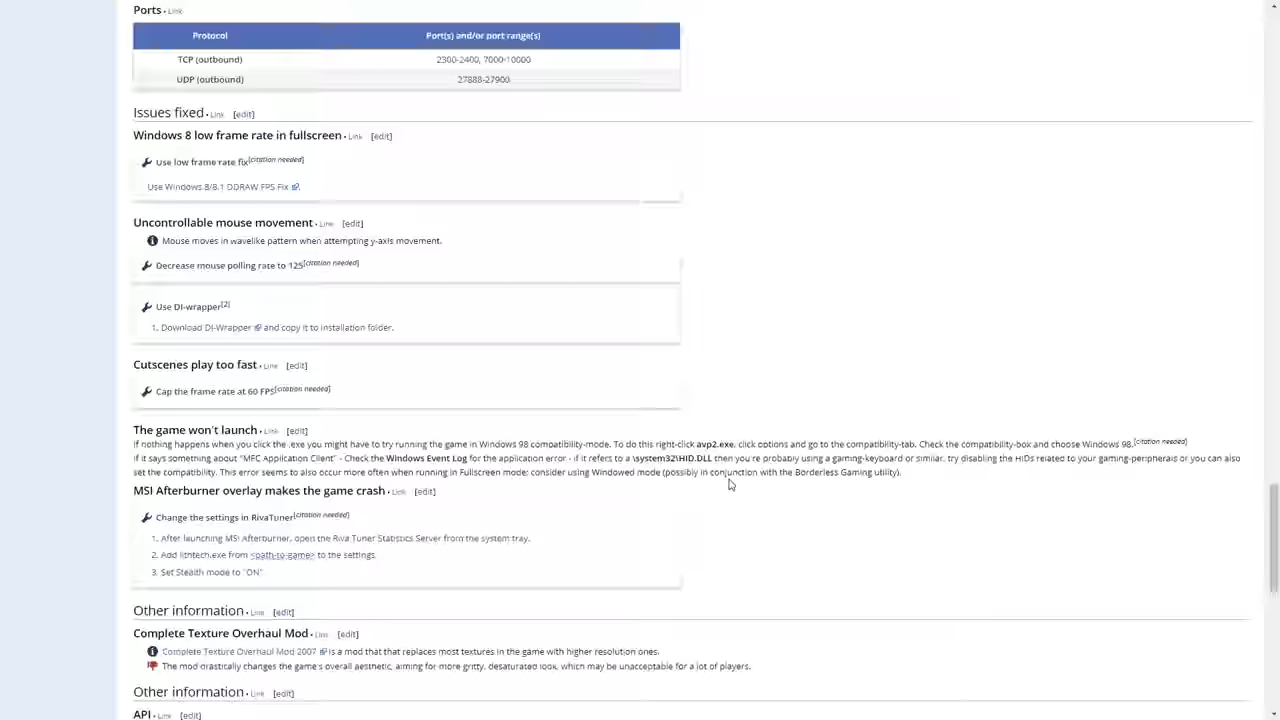 Ports • Link
Protocol Port(s) and/or port range(s)
TCP (outbound) 2300-2400, 7000-10000
UDP (outbound) 27888-27900
Issues fixed • Link [edit]
Windows 8 low frame rate in fullscreen • Link [edit]
Use low frame rate fix[citation needed]
Use Windows 8/8.1 DDRAW FPS Fix.
Uncontrollable mouse movement • Link [edit]
Mouse moves in wavelike pattern when attempting y-axis movement.
Decrease mouse polling rate to 125[citation needed]
Use DI-wrapper[2]
1. Download DI-Wrapper and copy it to installation folder.
Cutscenes play too fast • Link [edit]
Cap the frame rate at 60 FPS[citation needed]
The game won't launch • Link [edit]
If nothing happens when you click the .exe you might have to try running the game in Windows 98 compatibility-mode. To do this right-click avp2.exe, click options and go to the compatibility-tab. Check the compatibility-box and choose Windows 98.[citation needed]
If it says something about "MFC Application Client" - Check the Windows Event Log for the application error - if it refers to a \system32\HID.DLL then you're probably using a gaming-keyboard or similar, try disabling the HIDs related to your gaming-peripherals or you can also
set the compatibility. This error seems to also occur more often when running in Fullscreen mode; consider using Windowed mode (possibly in conjunction with the Borderless Gaming utility).
MSI Afterburner overlay makes the game crash • Link [edit]
Change the settings in RivaTuner[citation needed]
1. After launching MSI Afterburner, open the Riva Tuner Statistics Server from the system tray.
2. Add lithtech.exe from <path-to-game> to the settings.
3. Set Stealth mode to "ON"
Other information • Link [edit]
Complete Texture Overhaul Mod • Link [edit]
Complete Texture Overhaul Mod 2007 is a mod that that replaces most textures in the game with higher resolution ones.
The mod drastically changes the game's overall aesthetic, aiming for more gritty, desaturated look, which may be unacceptable for a lot of players.
Other information • Link [edit]
API • Link [edit]